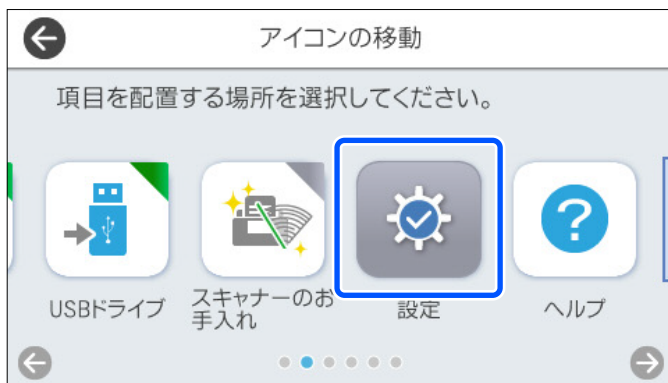 アイコンの移動
項目を配置する場所を選択してください。
USBドライブ
スキャナーのお
手入れ
設定
ヘルプ